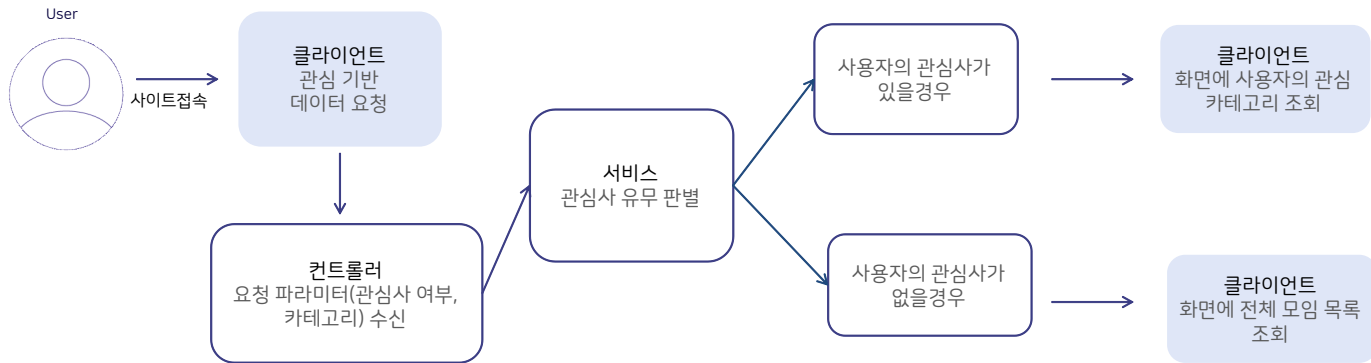 User
사이트접속
클라이언트
관심 기반
데이터 요청
컨트롤러
요청 파라미터(관심사 여부,
카테고리) 수신
서비스
관심사 유무 판별
사용자의 관심사가
있을경우
클라이언트
화면에 사용자의 관심
카테고리 조회
사용자의 관심사가
없을경우
클라이언트
화면에 전체 모임 목록
조회